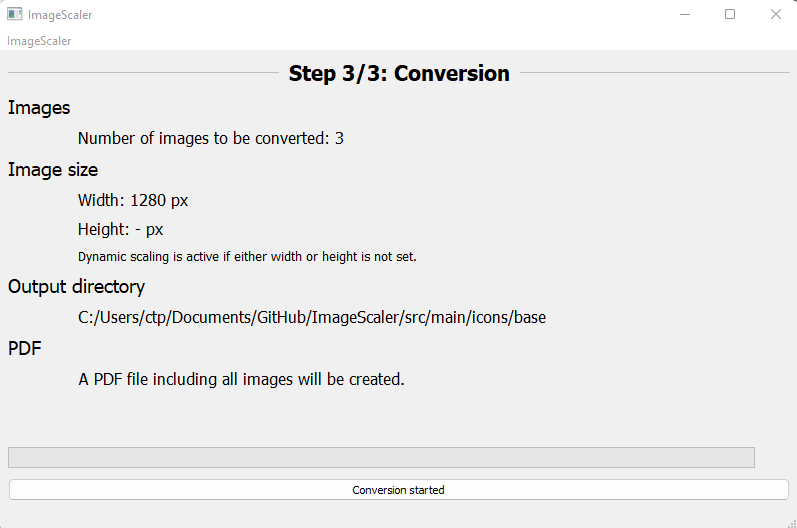 ImageScaler
ImageScaler
Step 3/3: Conversion
Images
Number of images to be converted: 3
Image size
Width: 1280 px
Height: - px
Dynamic scaling is active if either width or height is not set.
Output directory
C:/Users/ctp/Documents/GitHub/ImageScaler/src/main/icons/base
PDF
A PDF file including all images will be created.
Conversion started